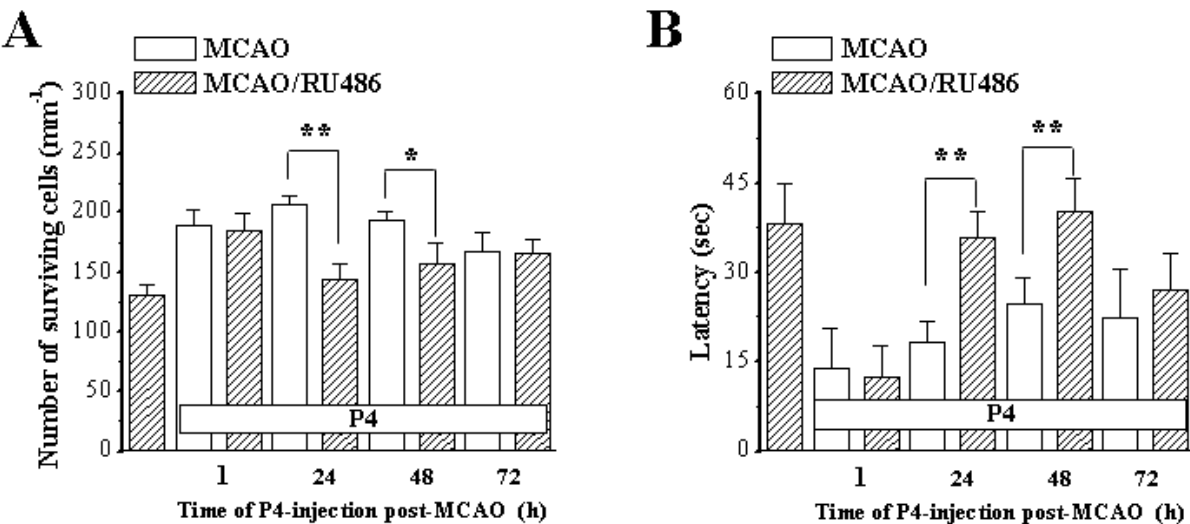 A
MCAO
MCAO/RU486
Number of surviving cells (mm-1)
300
250
200
150
100
50
0
**
*
P4
1 24 48 72
Time of P4-injection post-MCAO (h)
B
MCAO
MCAO/RU486
Latency (sec)
60
45
30
15
0
**
**
P4
1 24 48 72
Time of P4-injection post-MCAO (h)